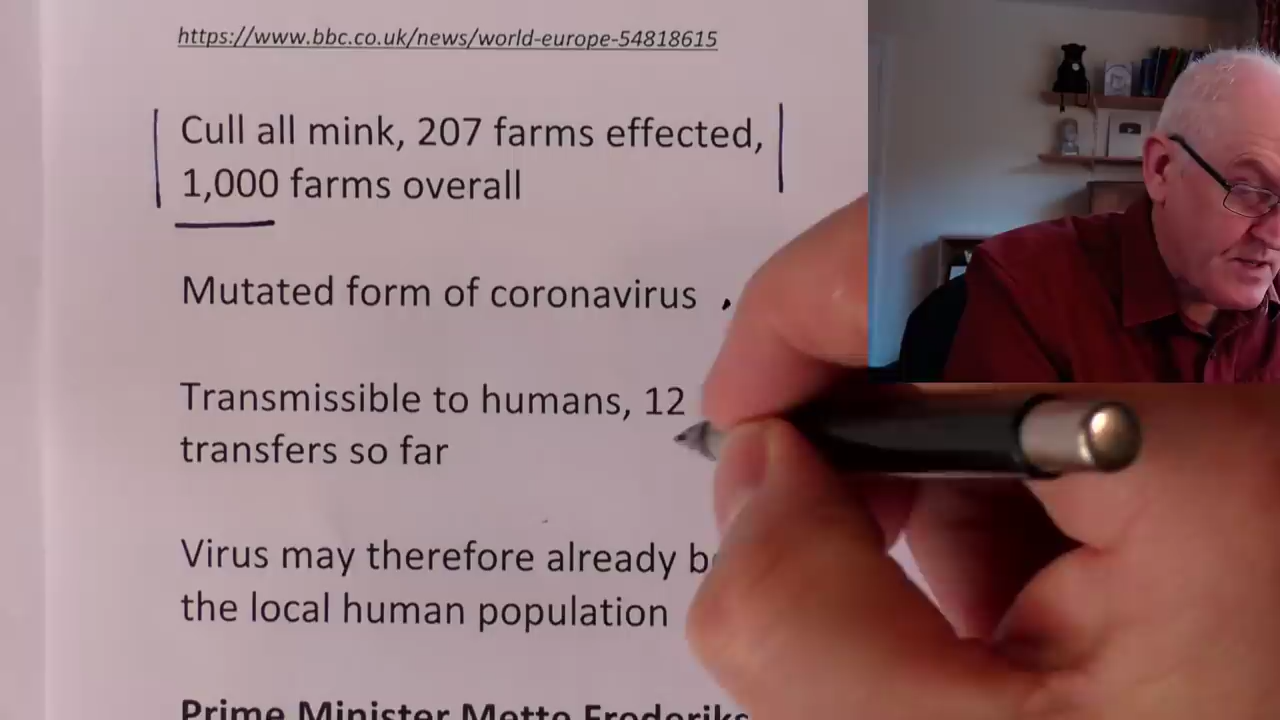 https://www.bbc.co.uk/news/world-europe-54818615
Cull all mink, 207 farms effected,
1,000 farms overall
Mutated form of coronavirus
Transmissible to humans, 12
transfers so far
Virus may therefore already
the local human population
Prime Minister Mette